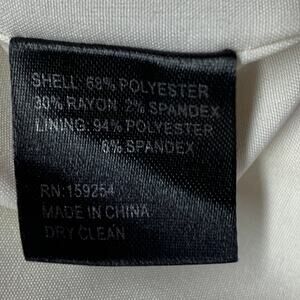 SHELL: 68% POLYESTER
30% RAYON 2% SPANDEX
LINING: 94% POLYESTER
6% SPANDEX
RN:159254
MADE IN CHINA
DRY CLEAN